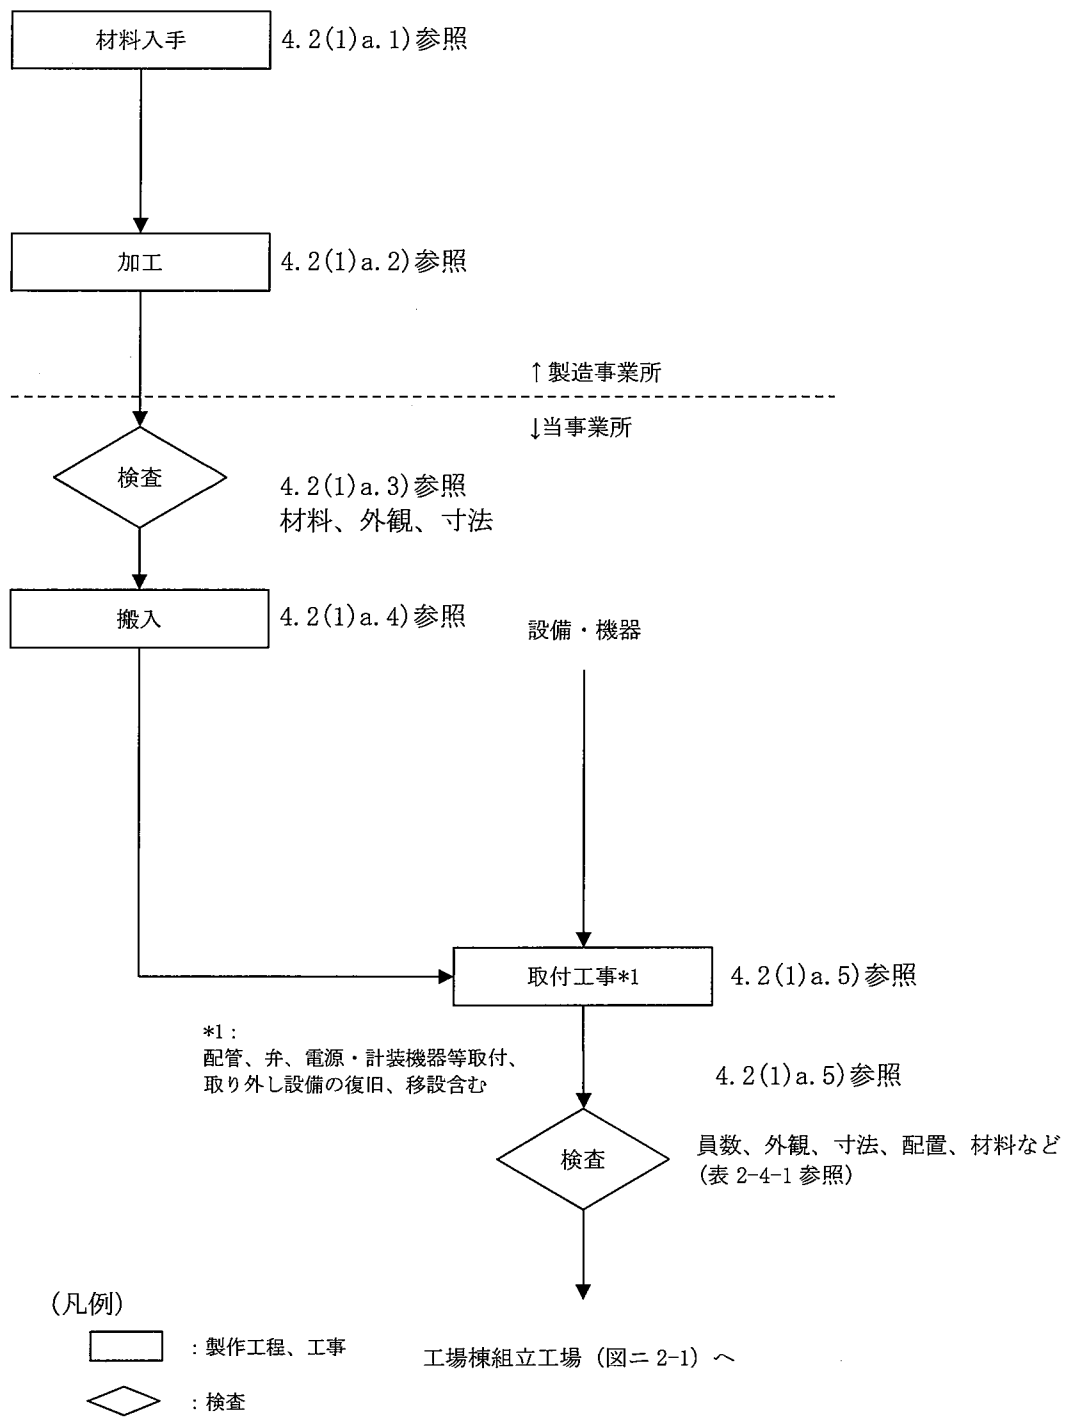 材料入手
4.2(1)a.1)参照
加工
4.2(1)a.2)参照
↑製造事業所
↓当事業所
検査
4.2(1)a.3)参照
材料、外観、寸法
搬入
4.2(1)a.4)参照
設備・機器
取付工事*1
4.2(1)a.5)参照
*1：
配管、弁、電源・計装機器等取付、
取り外し設備の復旧、移設含む
4.2(1)a.5)参照
検査
員数、外観、寸法、配置、材料など
(表 2-4-1 参照)
(凡例)
：製作工程、工事
：検査
工場棟組立工場（図ニ 2-1）へ